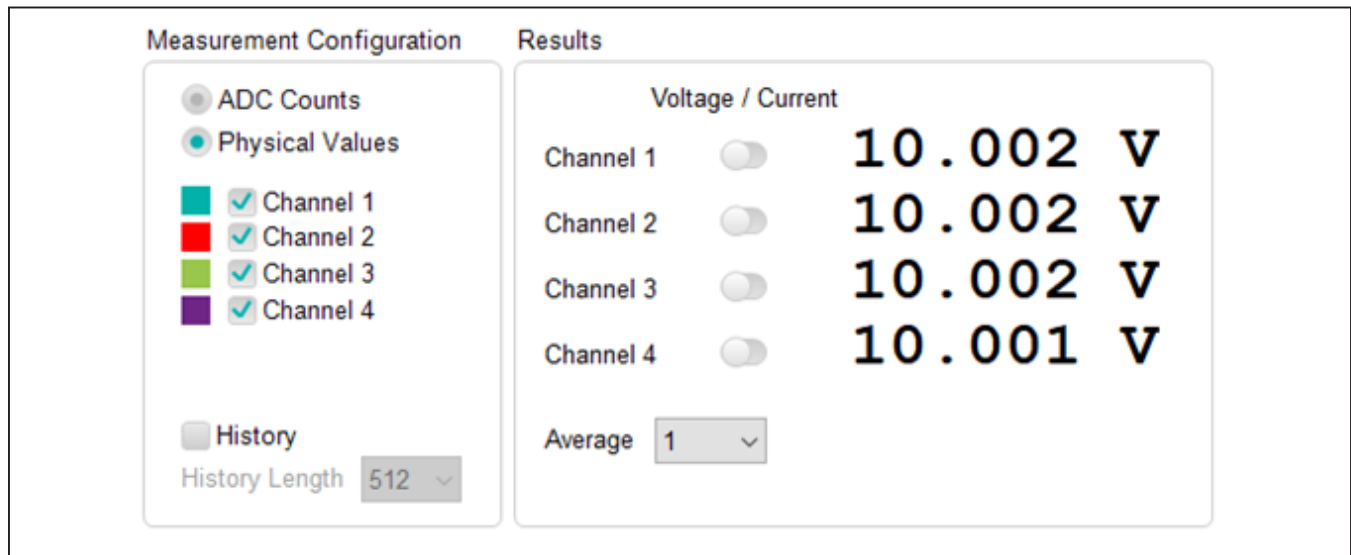 Measurement Configuration
ADC Counts
Physical Values
Channel 1
Channel 2
Channel 3
Channel 4
History
History Length 512
Results
Voltage / Current
Channel 1 10.002 V
Channel 2 10.002 V
Channel 3 10.002 V
Channel 4 10.001 V
Average 1